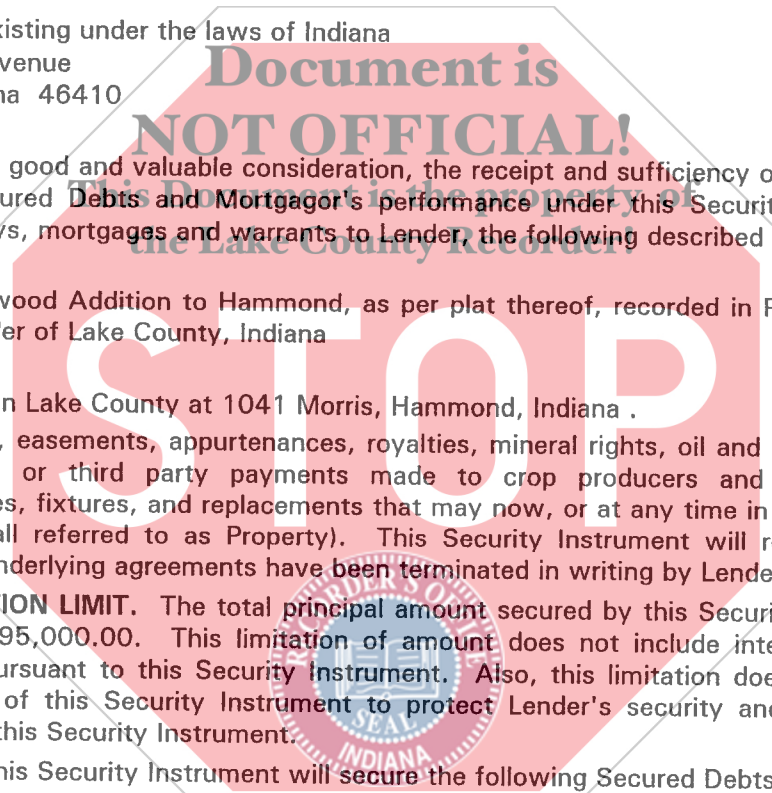 xisting under the laws of Indiana
venue
na 46410
Document is
NOT OFFICIAL!
good and valuable consideration, the receipt and sufficiency o
ured Debts and Mortgagor's performance under this Securit
This Document is the property of
ys, mortgages and warrants to Lender, the following described
the Lake County Recorder!
wood Addition to Hammond, as per plat thereof, recorded in P
er of Lake County, Indiana
STOP
n Lake County at 1041 Morris, Hammond, Indiana .
, easements, appurtenances, royalties, mineral rights, oil and
or third party payments made to crop producers and
es, fixtures, and replacements that may now, or at any time in
all referred to as Property). This Security Instrument will r
nderlying agreements have been terminated in writing by Lende
ION LIMIT. The total principal amount secured by this Securi
95,000.00. This limitation of amount does not include inte
ursuant to this Security Instrument. Also, this limitation doe
of this Security Instrument to protect Lender's security and
this Security Instrument.
his Security Instrument will secure the following Secured Debts
RECORDER'S OFFICE
SEAL
INDIANA